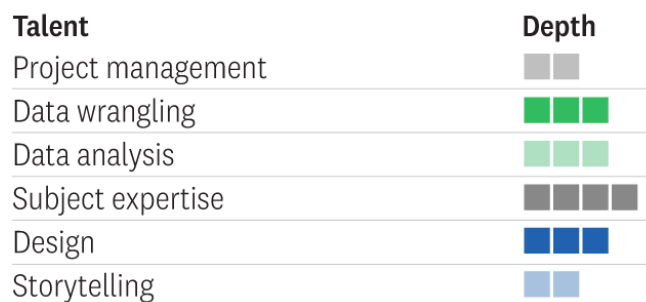 Talent Depth
Project management
Data wrangling
Data analysis
Subject expertise
Design
Storytelling